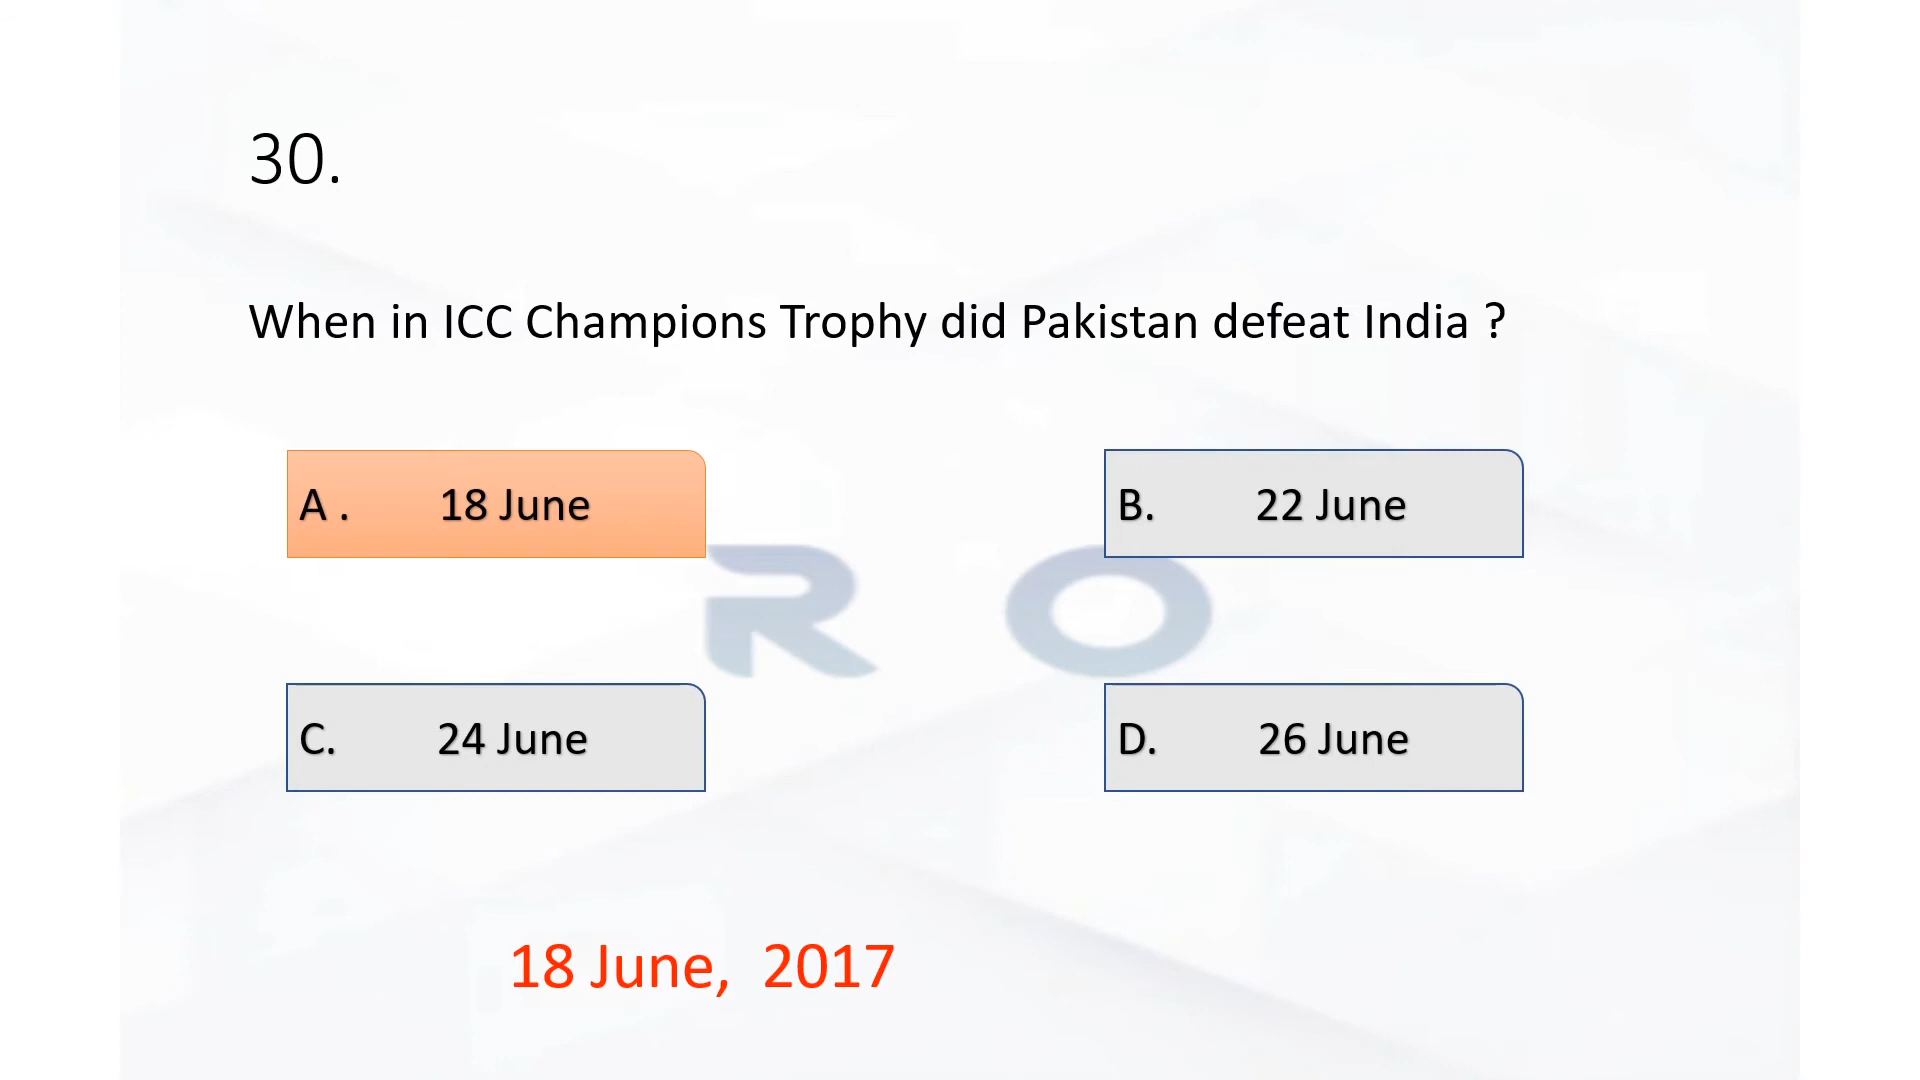 30.
When in ICC Champions Trophy did Pakistan defeat India ?
A . 18 June
B. 22 June
R O
C. 24 June
D. 26 June
18 June, 2017